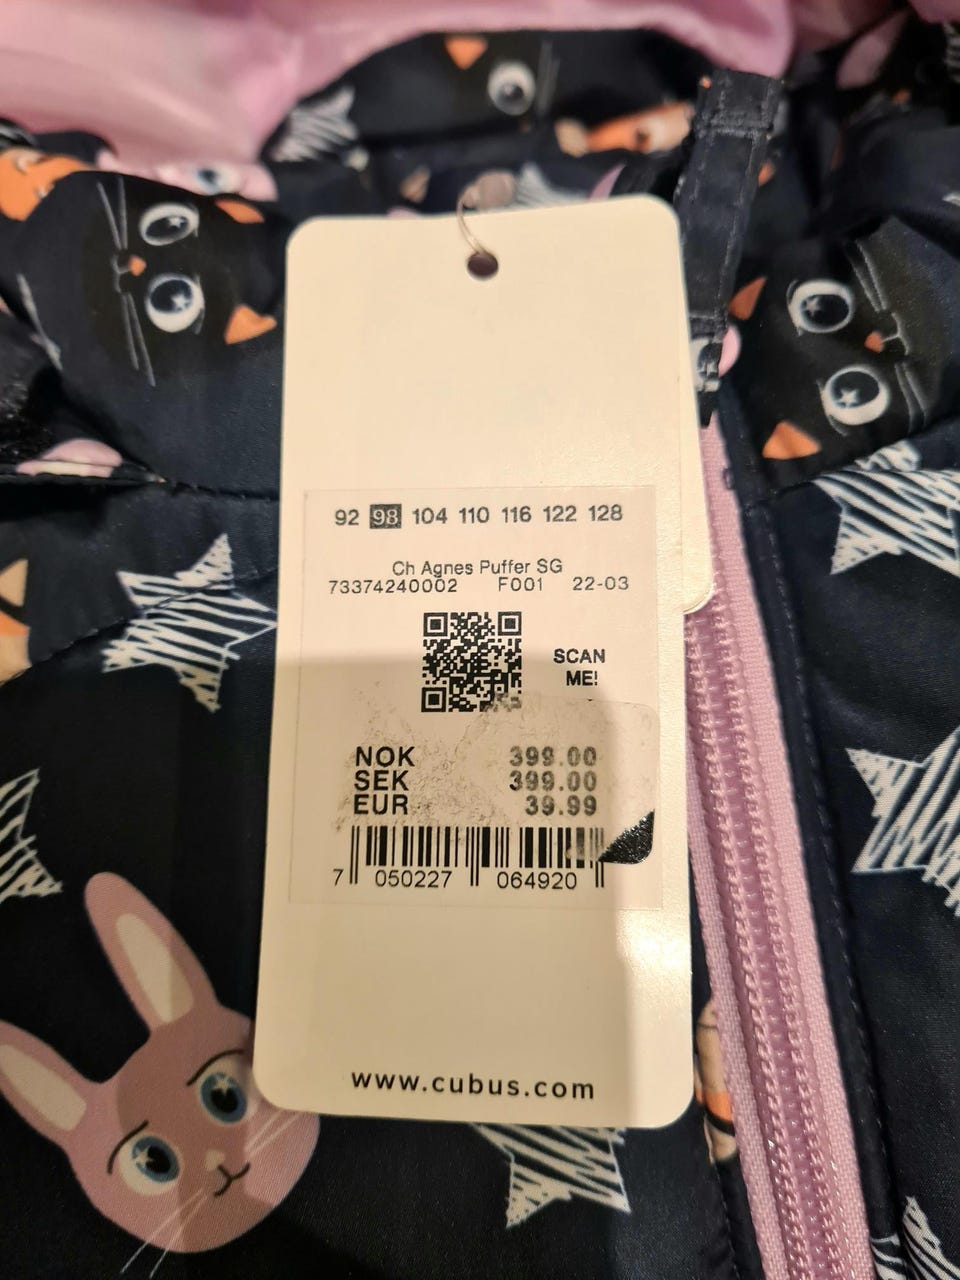 92 98 104 110 116 122 128
Ch Agnes Puffer SG
73374240002 F001 22-03
SCAN
ME!
NOK 399.00
SEK 399.00
EUR 39.99
7 050227 064920
www.cubus.com